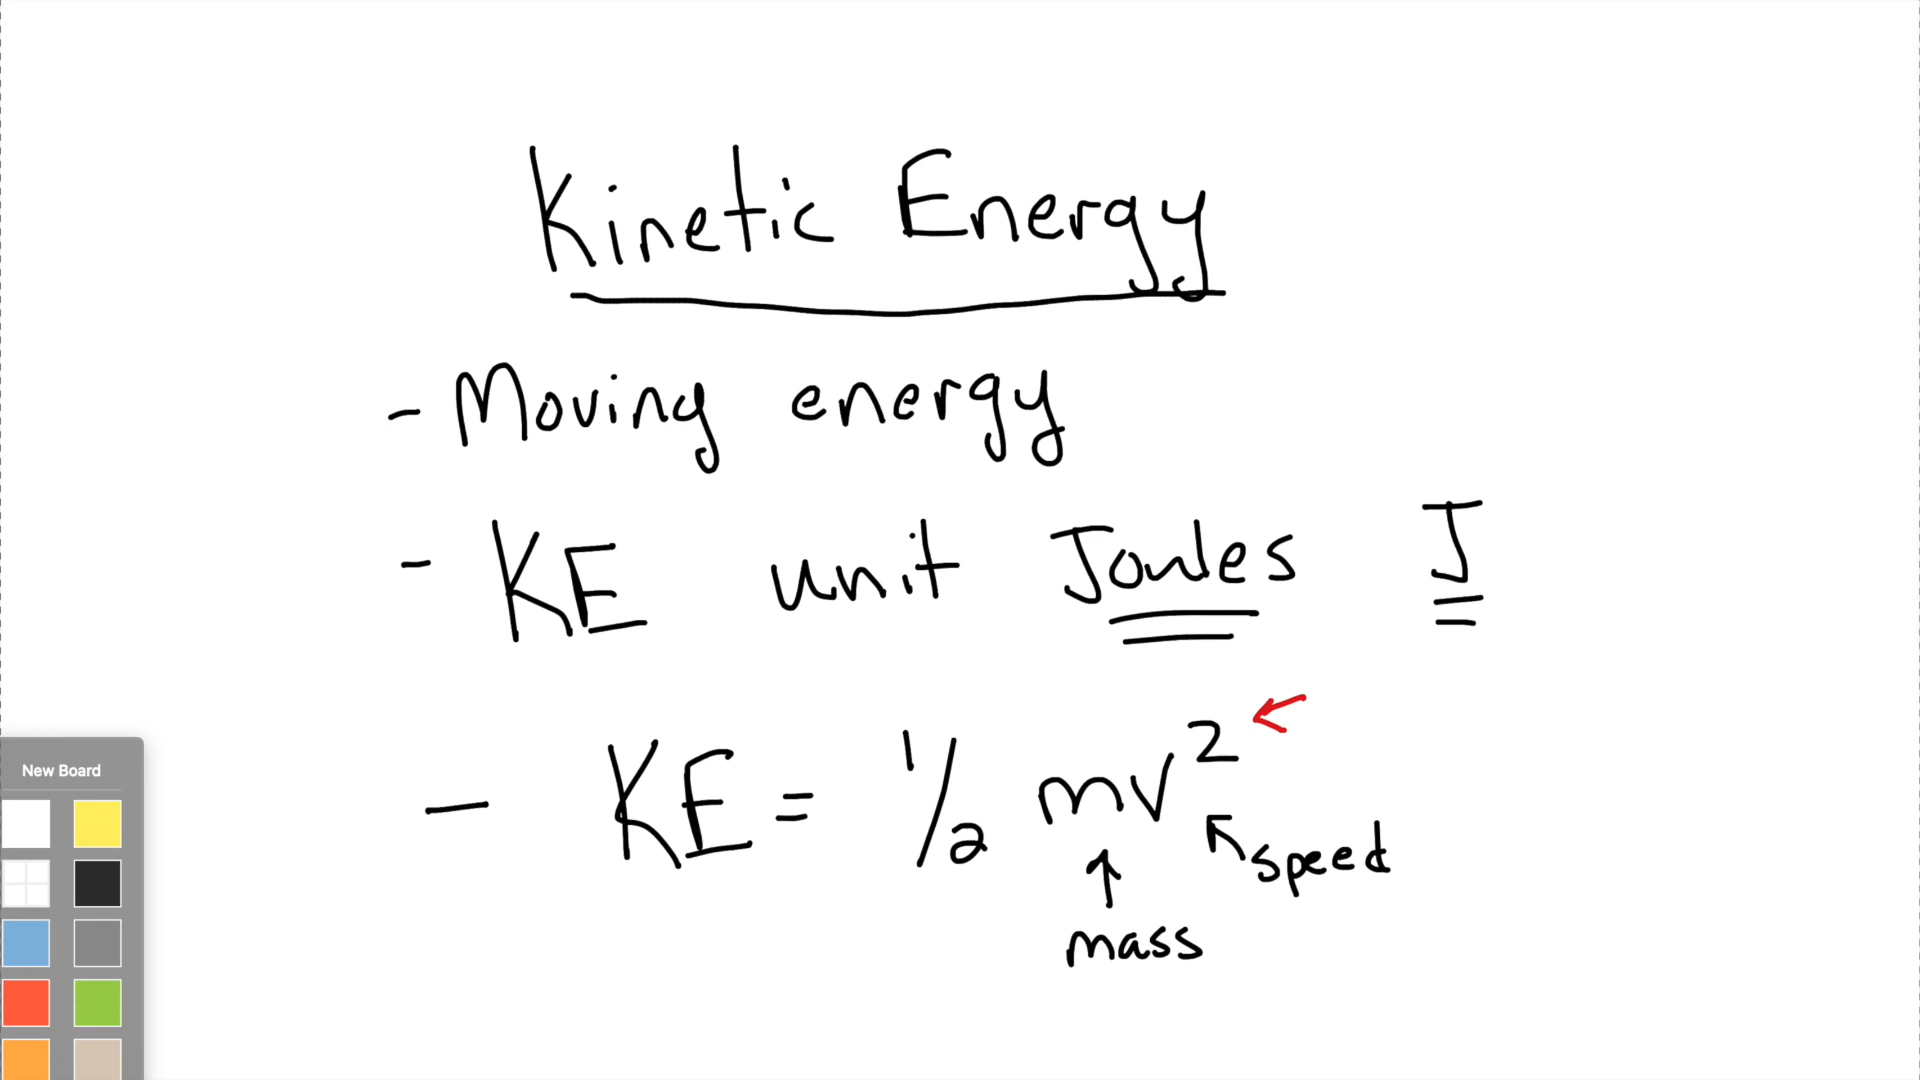 Kinetic Energy
- Moving energy
- KE unit Joules J
- KE = 1/2 mv²
speed
mass
New Board